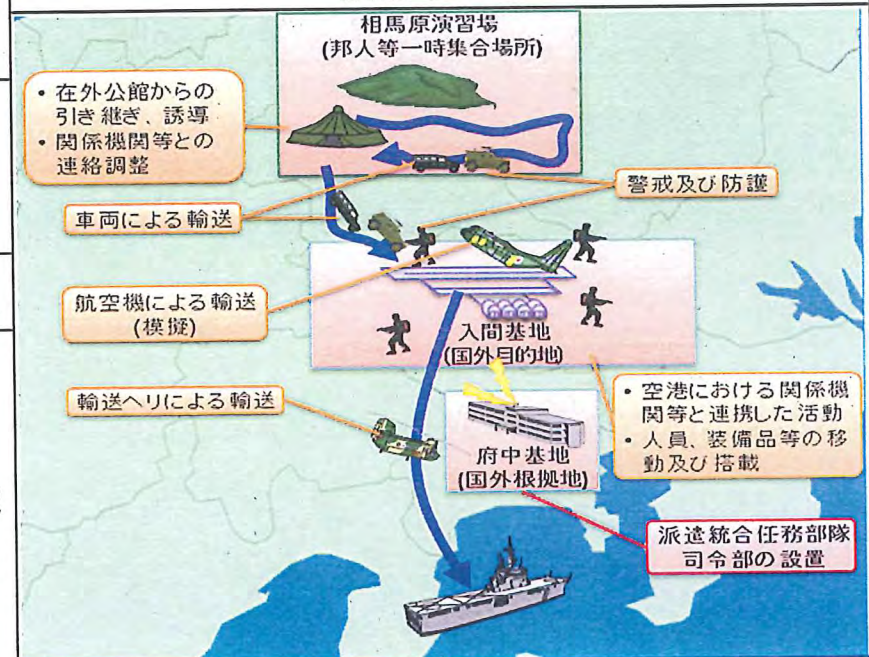 相馬原演習場
(邦人等一時集合場所)
・在外公館からの
引き継ぎ、誘導
・関係機関等との
連絡調整
警戒及び防護
車両による輸送
航空機による輸送
(模擬)
入間基地
(国外目的地)
輸送ヘリによる輸送
・空港における関係機
関等と連携した活動
・人員、装備品等の移
動及び搭載
府中基地
(国外根拠地)
派遣統合任務部隊
司令部の設置